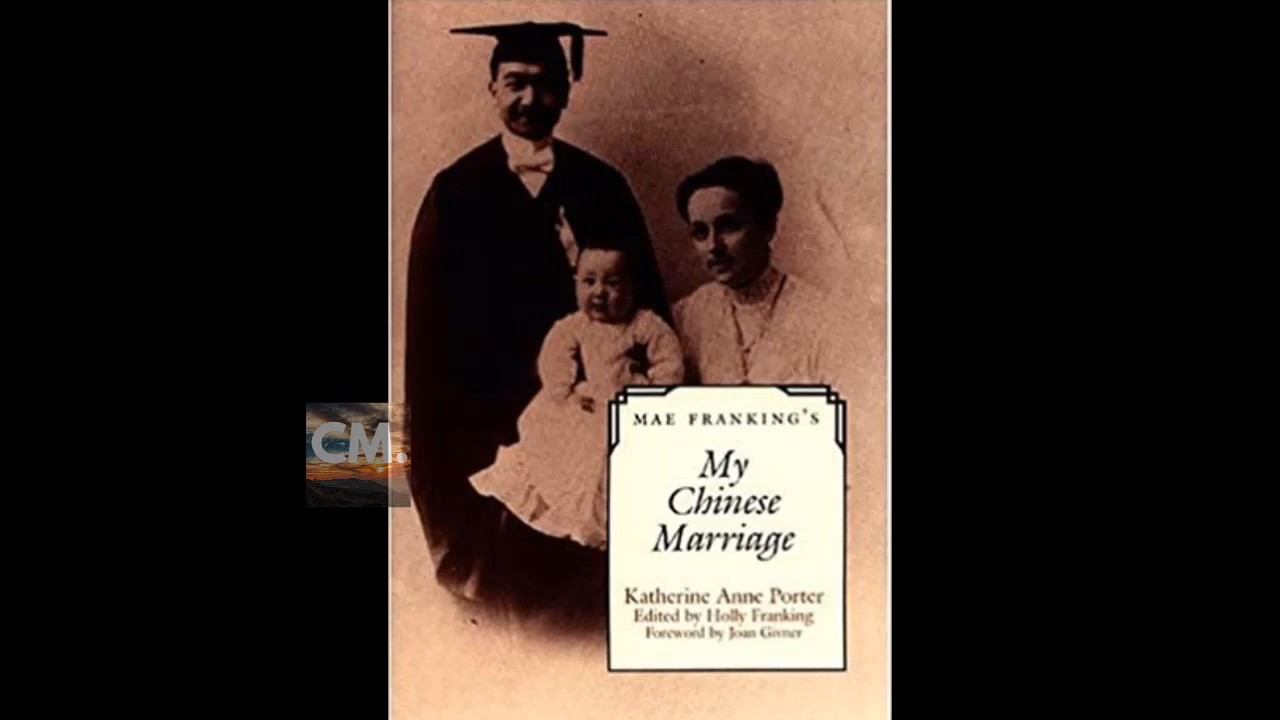 CM.
MAE FRANKING'S
My
Chinese
Marriage
Katherine Anne Porter
Edited by Holly Franking
Foreword by Joan Givner